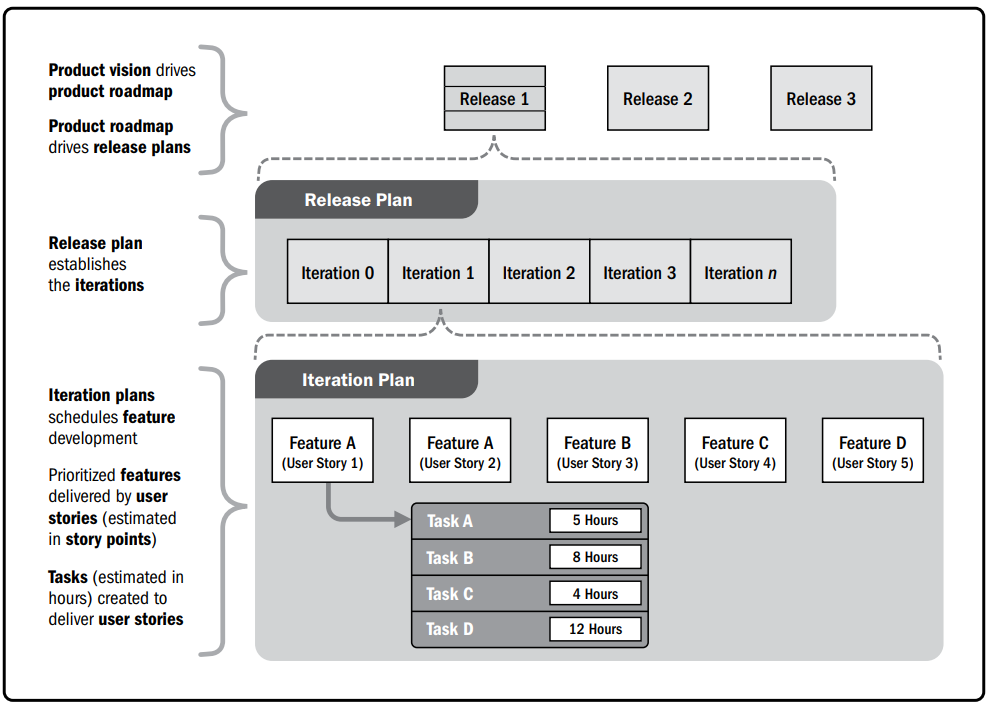 Product vision drives
product roadmap
Product roadmap
drives release plans
Release 1
Release 2
Release 3
Release Plan
Release plan
establishes
the iterations
Iteration 0
Iteration 1
Iteration 2
Iteration 3
Iteration n
Iteration Plan
Iteration plans
schedules feature
development
Prioritized features
delivered by user
stories (estimated
in story points)
Tasks (estimated in
hours) created to
deliver user stories
Feature A
(User Story 1)
Feature A
(User Story 2)
Feature B
(User Story 3)
Feature C
(User Story 4)
Feature D
(User Story 5)
Task A
5 Hours
Task B
8 Hours
Task C
4 Hours
Task D
12 Hours